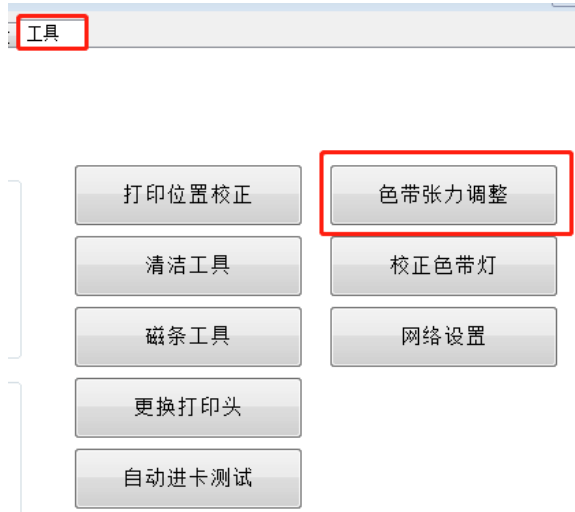 工具
打印位置校正
色带张力调整
清洁工具
校正色带灯
磁条工具
网络设置
更换打印头
自动进卡测试